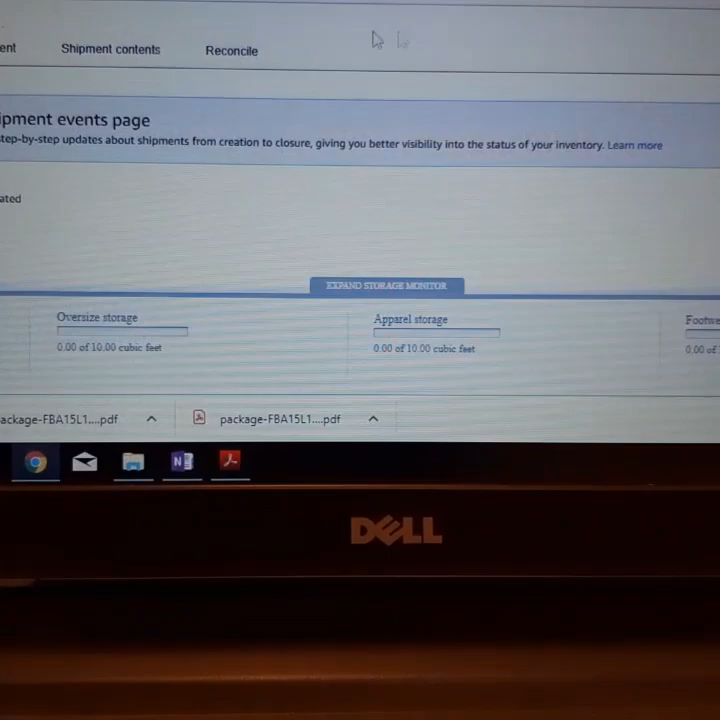 ent Shipment contents Reconcile
ipment events page
tep-by-step updates about shipments from creation to closure, giving you better visibility into the status of your inventory. Learn more
ated
EXPAND STORAGE MONITOR
Oversize storage Apparel storage Footwe
0.00 of 10.00 cubic feet 0.00 of 10.00 cubic feet 0.00 of
ackage-FBA15L1....pdf package-FBA15L1....pdf
N
DELL